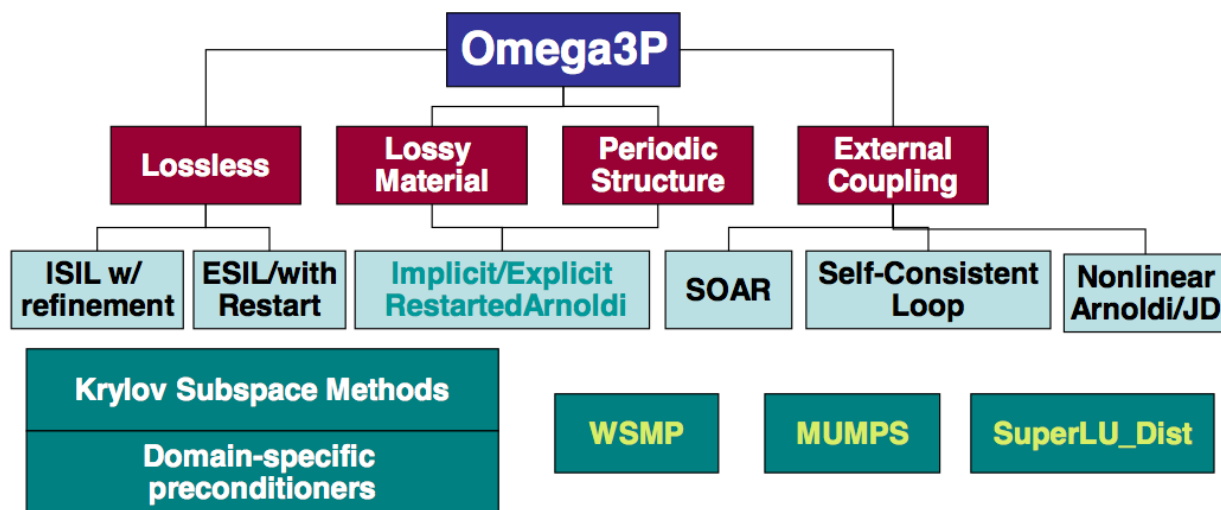 Omega3P
Lossless
Lossy
Material
Periodic
Structure
External
Coupling
ISIL w/
refinement
ESIL/with
Restart
Implicit/Explicit
RestartedArnoldi
SOAR
Self-Consistent
Loop
Nonlinear
Arnoldi/JD
Krylov Subspace Methods
Domain-specific
preconditioners
WSMP
MUMPS
SuperLU_Dist